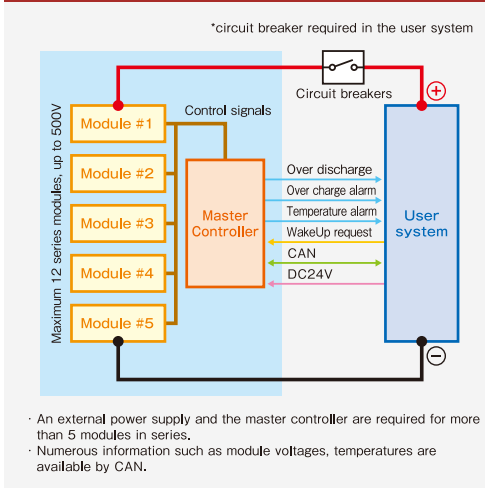 *circuit breaker required in the user system
Circuit breakers
Maximum 12 series modules, up to 500V
Module #1
Module #2
Module #3
Module #4
Module #5
Control signals
Master
Controller
Over discharge
Over charge alarm
Temperature alarm
WakeUp request
CAN
DC24V
User
system
+
−
· An external power supply and the master controller are required for more
than 5 modules in series.
· Numerous information such as module voltages, temperatures are
available by CAN.